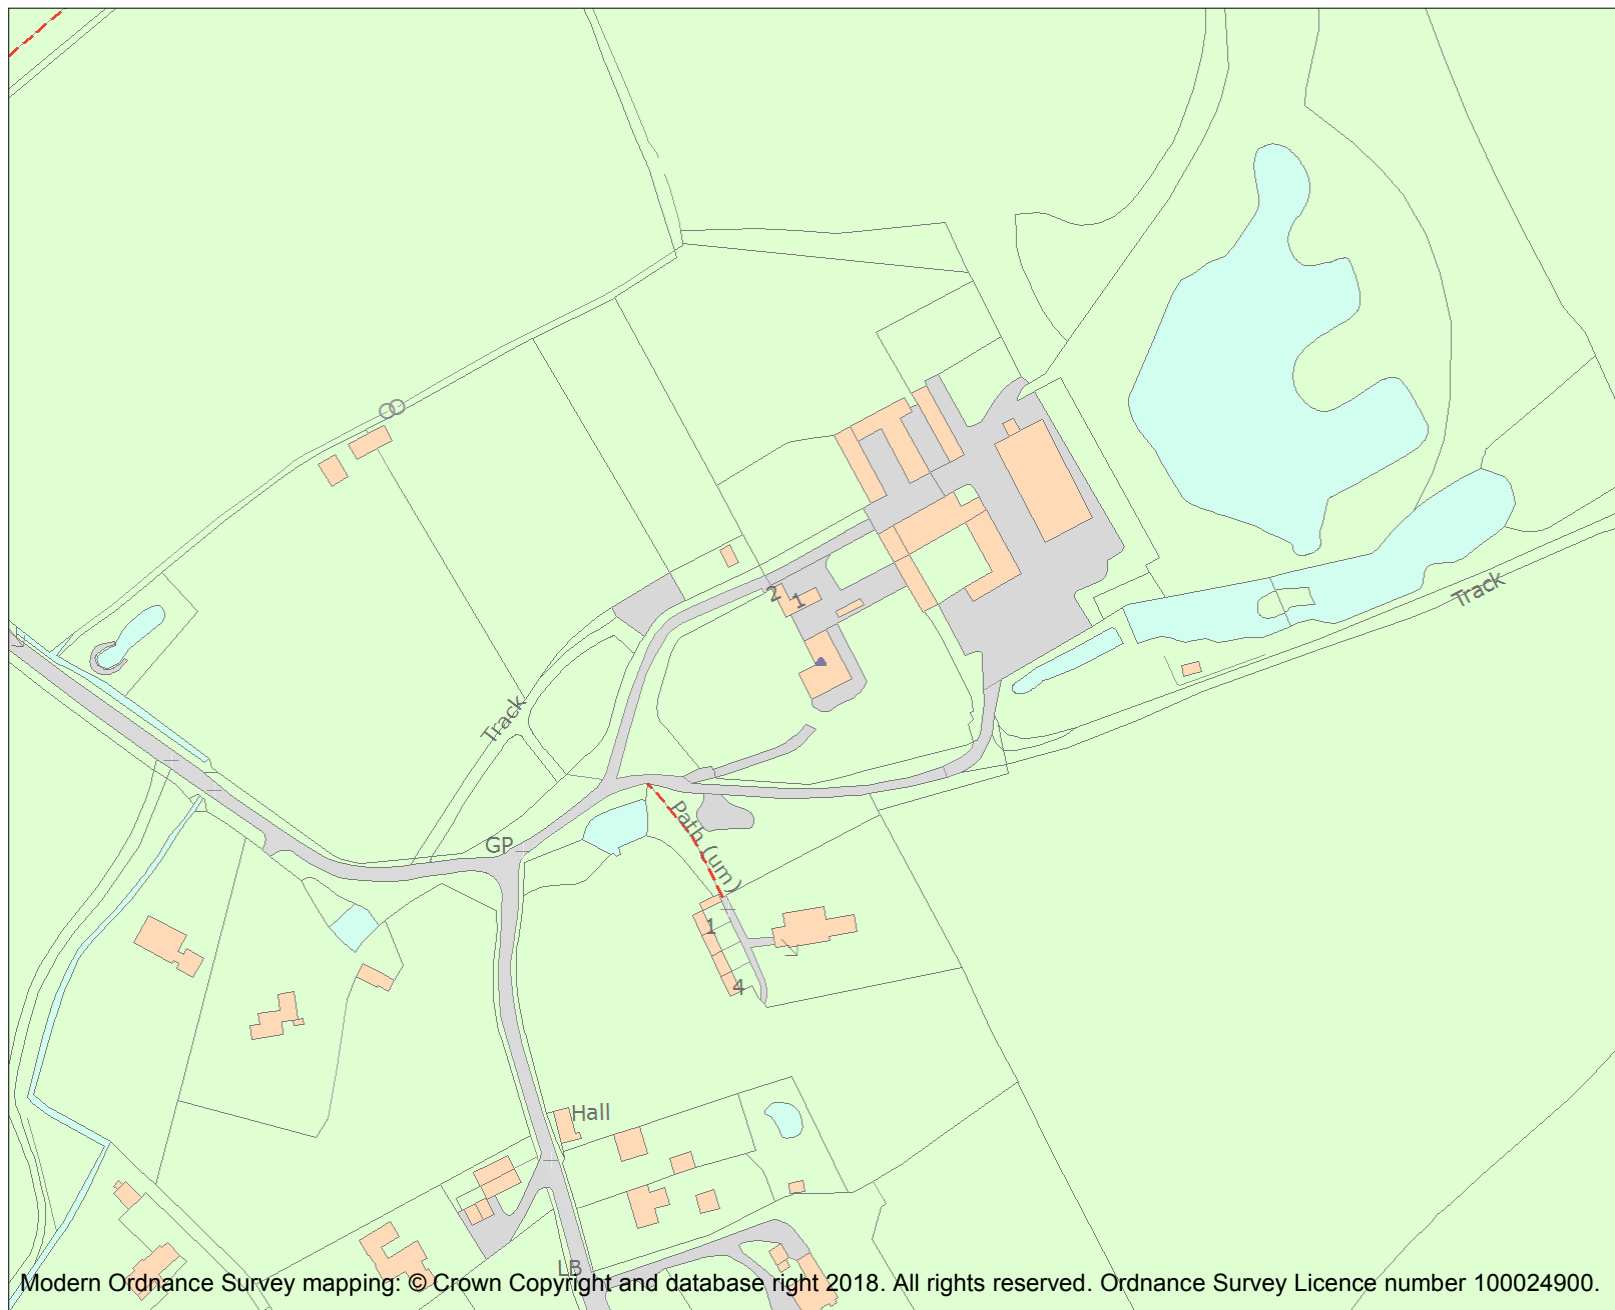 2
1
Track
Track
GP
Path (um)
1
4
Hall
LB
Modern Ordnance Survey mapping: © Crown Copyright and database right 2018. All rights reserved. Ordnance Survey Licence number 100024900.